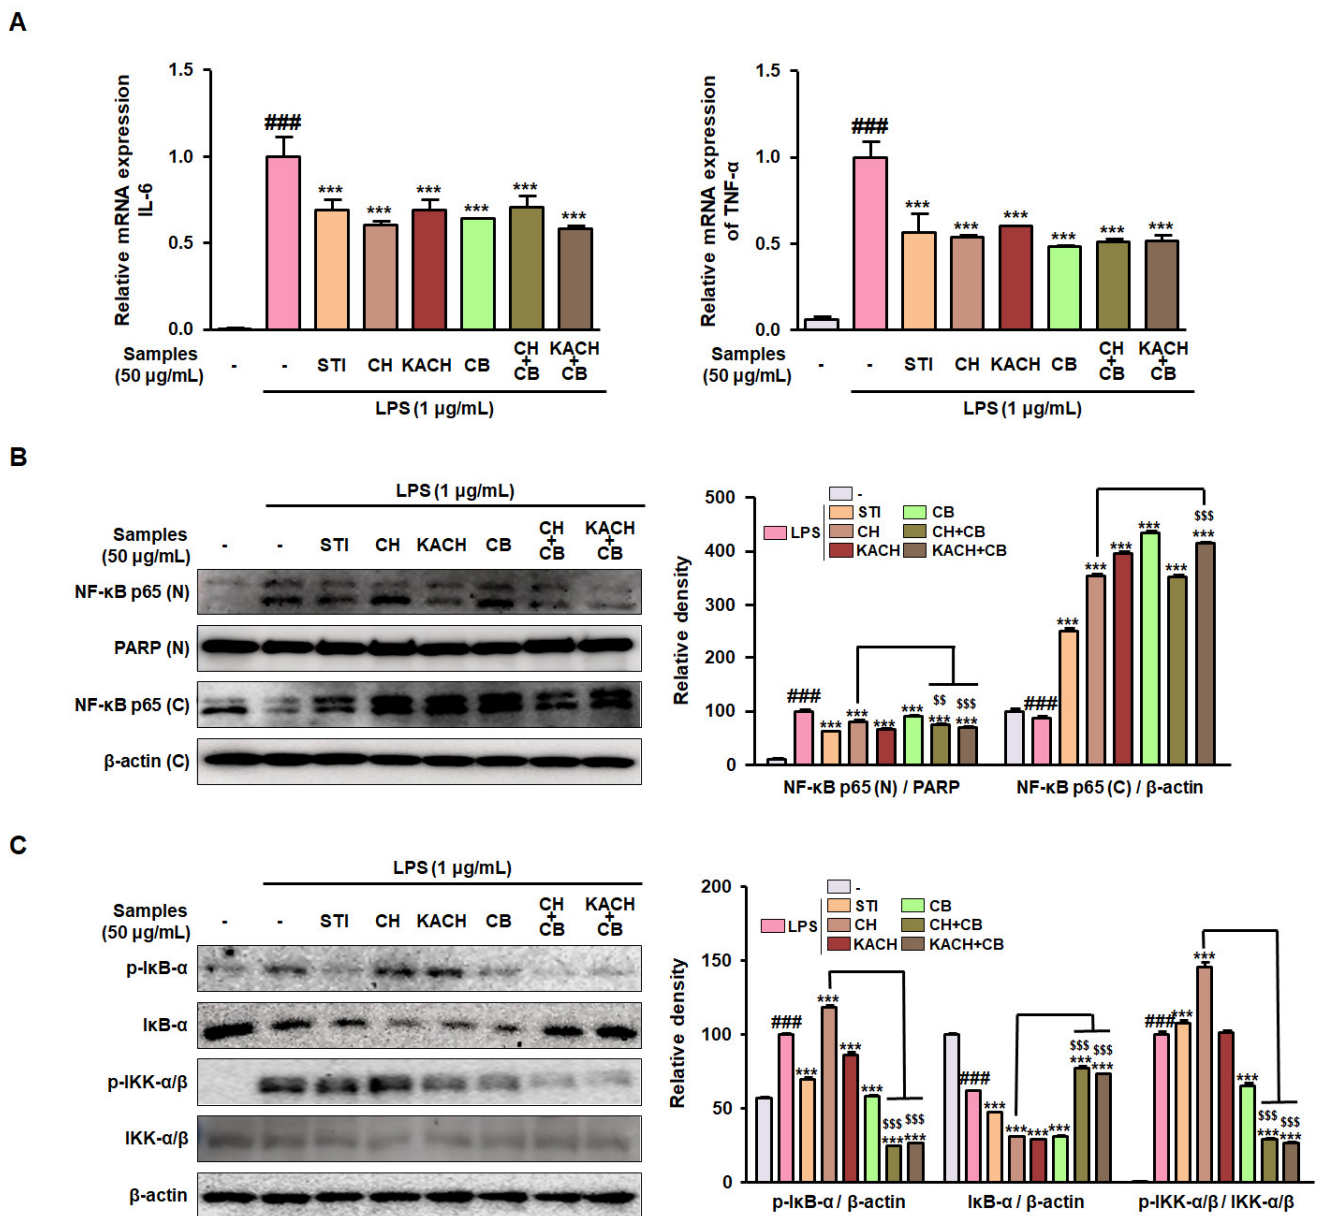 A
Relative mRNA expression
IL-6
1.5
1.0
0.5
0.0
###
***
***
***
***
***
***
Samples
(50 µg/mL)
-
-
STI
CH
KACH
CB
CH
+
CB
KACH
+
CB
LPS (1 µg/mL)
Relative mRNA expression
of TNF-α
1.5
1.0
0.5
0.0
###
***
***
***
***
***
***
-
-
STI
CH
KACH
CB
CH
+
CB
KACH
+
CB
Samples
(50 µg/mL)
LPS (1 µg/mL)
B
LPS (1 µg/mL)
Samples
(50 µg/mL)
-
-
STI
CH
KACH
CB
CH
+
CB
KACH
+
CB
NF-κB p65 (N)
PARP (N)
NF-κB p65 (C)
β-actin (C)
Relative density
500
400
300
200
100
0
-
LPS
STI
CB
CH
CH+CB
KACH
KACH+CB
###
***
***
***
***
$$
***
$$$
***
###
***
***
***
***
***
$$$
***
NF-κB p65 (N) / PARP
NF-κB p65 (C) / β-actin
C
LPS (1 µg/mL)
Samples
(50 µg/mL)
-
-
STI
CH
KACH
CB
CH
+
CB
KACH
+
CB
p-IκB-α
IκB-α
p-IKK-α/β
IKK-α/β
β-actin
Relative density
200
150
100
50
0
-
LPS
STI
CB
CH
CH+CB
KACH
KACH+CB
###
***
***
***
***
$$$
***
$$$
***
###
***
***
***
***
$$$
***
$$$
***
###
***
***
***
$$$
***
$$$
***
p-IκB-α / β-actin
IκB-α / β-actin
p-IKK-α/β / IKK-α/β